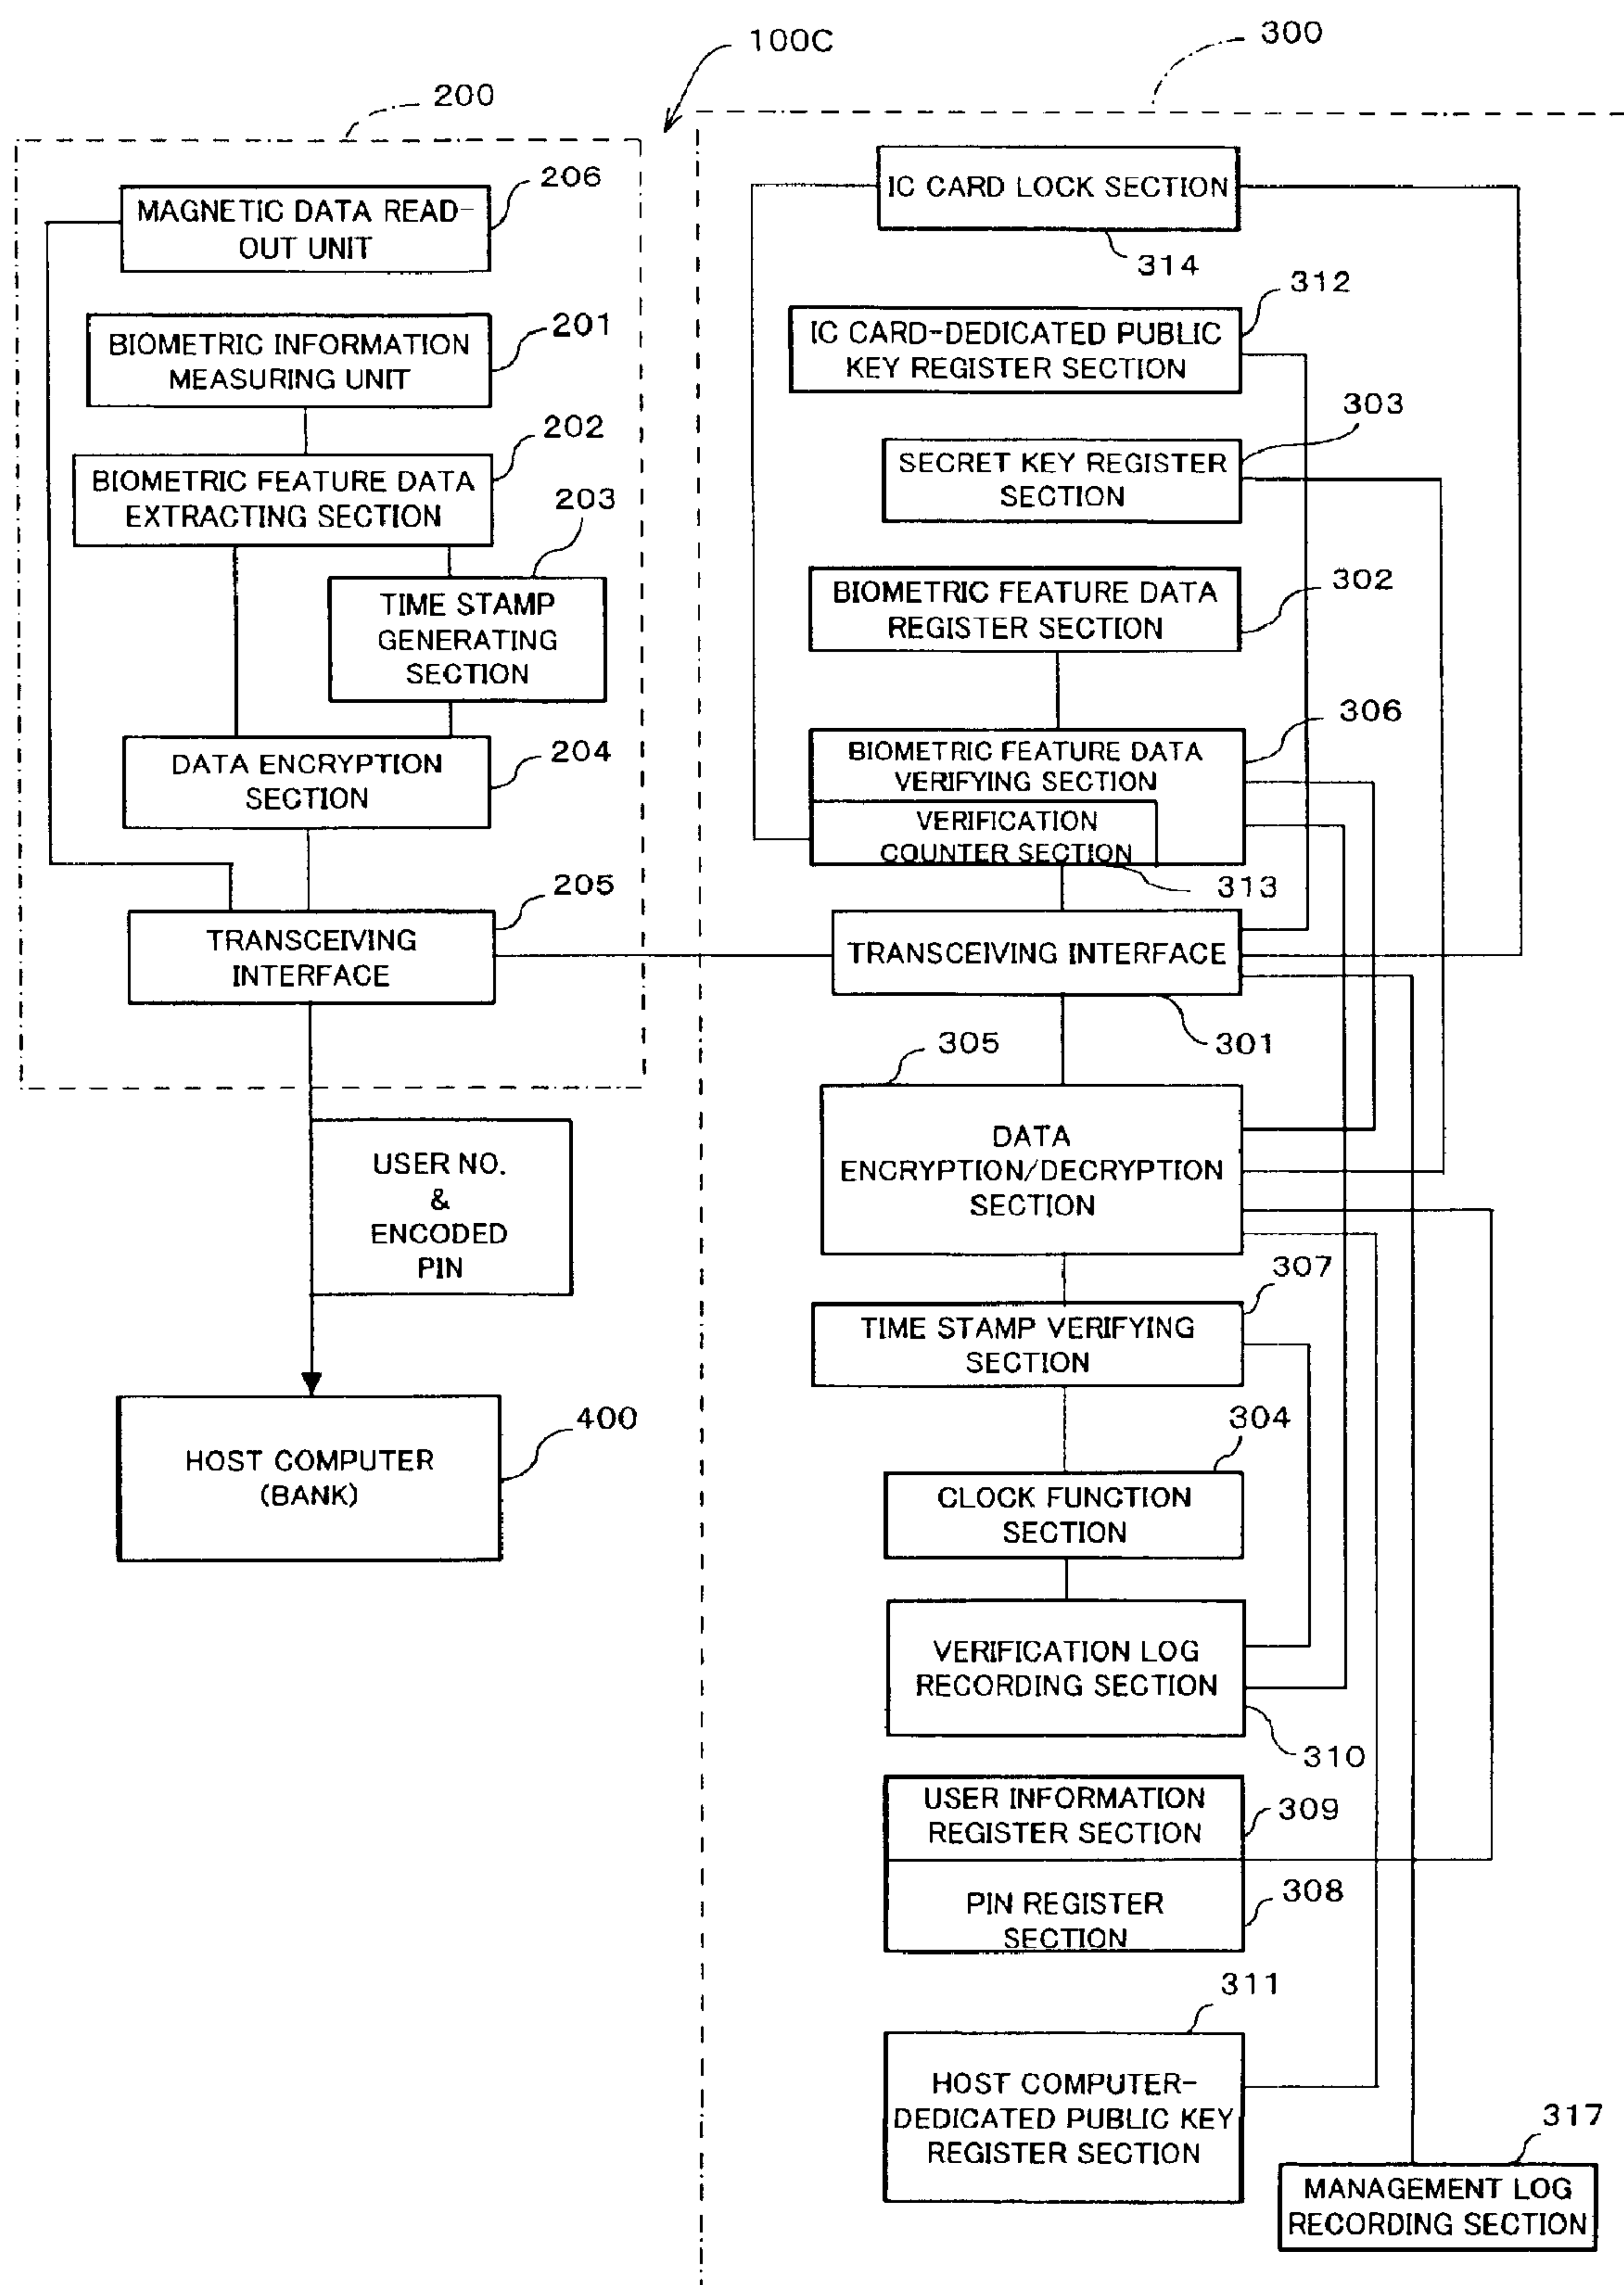 100C
300
200
MAGNETIC DATA READ-
OUT UNIT
206
BIOMETRIC INFORMATION
MEASURING UNIT
201
BIOMETRIC FEATURE DATA
EXTRACTING SECTION
202
203
TIME STAMP
GENERATING
SECTION
DATA ENCRYPTION
SECTION
204
205
TRANSCEIVING
INTERFACE
USER NO.
&
ENCODED
PIN
HOST COMPUTER
(BANK)
400
IC CARD LOCK SECTION
314
312
IC CARD-DEDICATED PUBLIC
KEY REGISTER SECTION
303
SECRET KEY REGISTER
SECTION
BIOMETRIC FEATURE DATA
REGISTER SECTION
302
306
BIOMETRIC FEATURE DATA
VERIFYING SECTION
VERIFICATION
COUNTER SECTION
313
TRANSCEIVING INTERFACE
301
305
DATA
ENCRYPTION/DECRYPTION
SECTION
307
TIME STAMP VERIFYING
SECTION
304
CLOCK FUNCTION
SECTION
VERIFICATION LOG
RECORDING SECTION
310
USER INFORMATION
REGISTER SECTION
309
PIN REGISTER
SECTION
308
311
HOST COMPUTER-
DEDICATED PUBLIC KEY
REGISTER SECTION
317
MANAGEMENT LOG
RECORDING SECTION